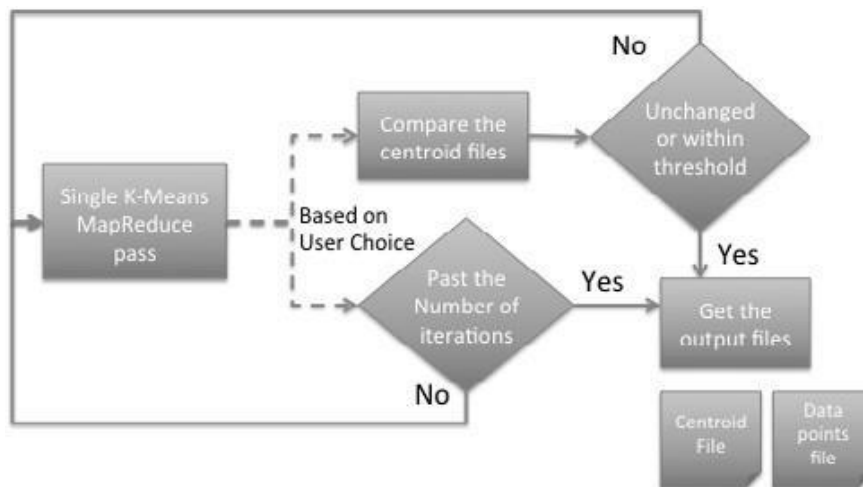 No
Compare the
centroid files
Unchanged
or within
threshold
Single K-Means
MapReduce
pass
Based on
User Choice
Yes
Past the
Number of
iterations
Yes
Get the
output files
No
Centroid
File
Data
points
file